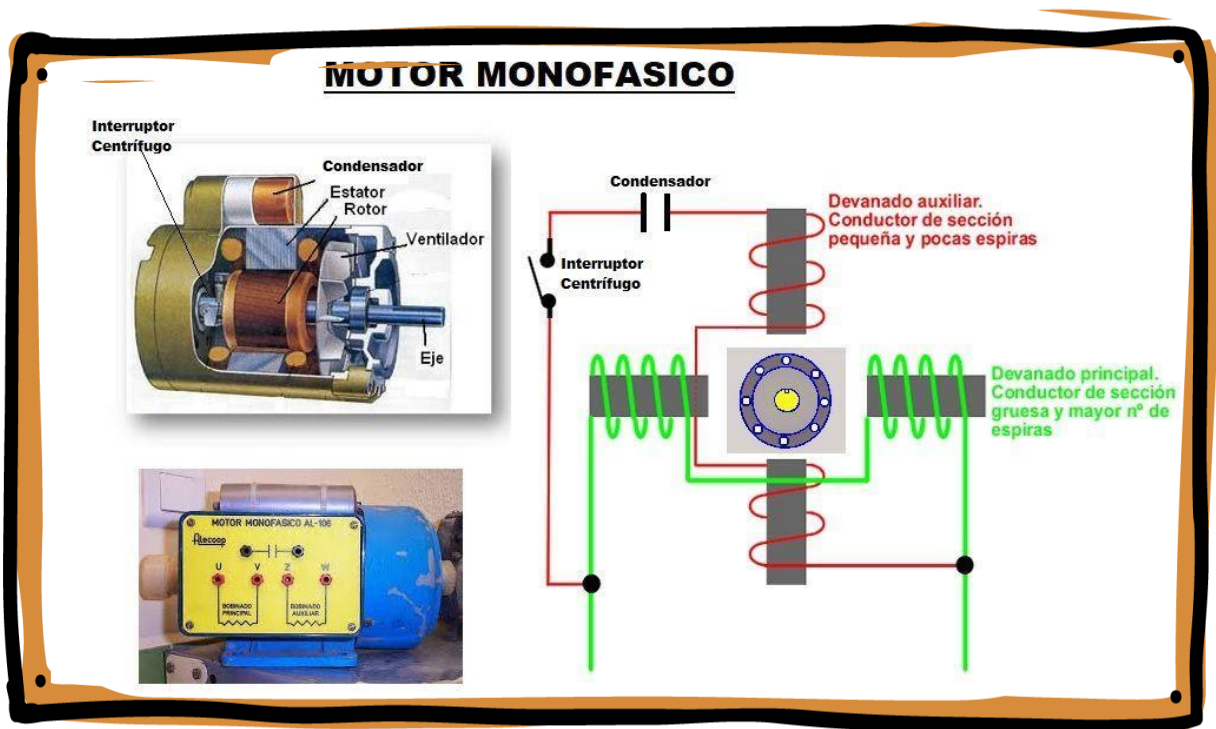 MOTOR MONOFASICO
Interruptor
Centrífugo
Condensador
Estator
Rotor
Ventilador
Eje
Condensador
Interruptor
Centrífugo
Devanado auxiliar.
Conductor de sección
pequeña y pocas espiras
Devanado principal.
Conductor de sección
gruesa y mayor nº de
espiras
MOTOR MONOFASICO AL-106
Alecoop
U V Z W
BOBINADO
PRINCIPAL
BOBINADO
AUXILIAR